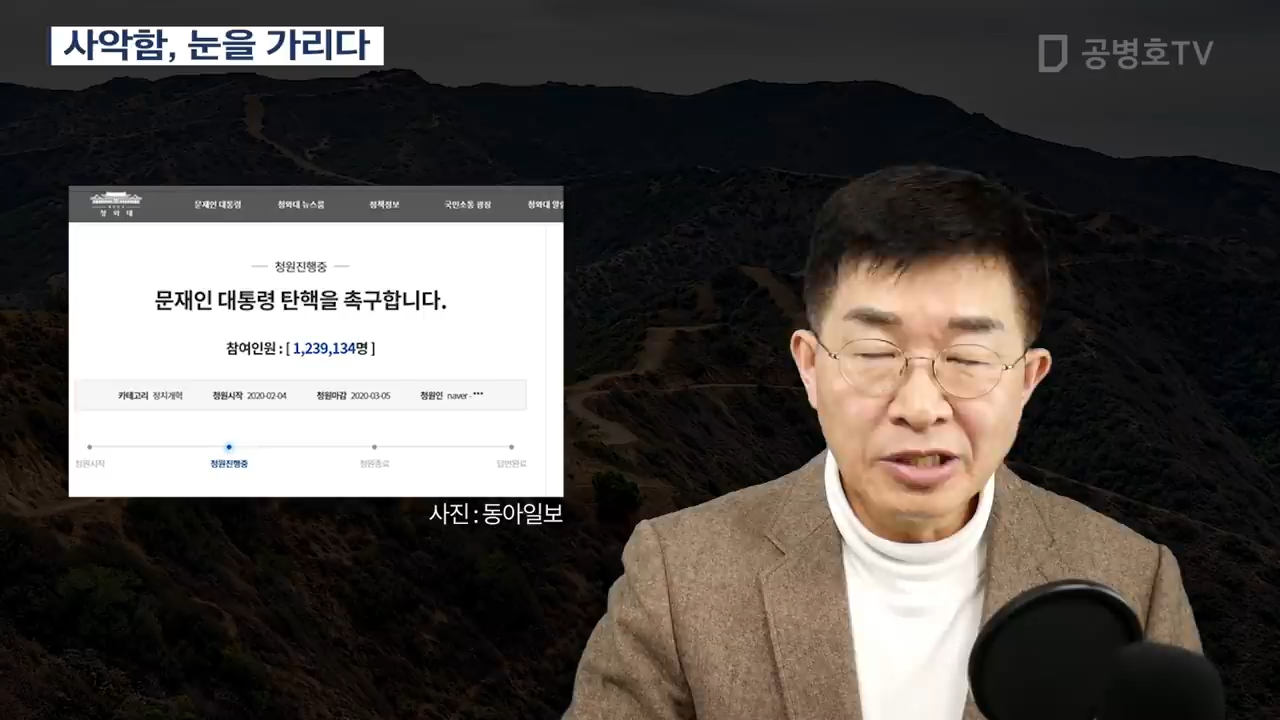 사악함, 눈을 가리다
공병호TV
청와대
문재인 대통령 청와대 뉴스룸 정책정보 국민소통 광장
청원진행중
문재인 대통령 탄핵을 촉구합니다.
참여인원 : [ 1,239,134명 ]
카테고리 정치개혁 청원시작 2020-02-04 청원마감 2020-03-05 청원인 naver - ***
청원시작 청원진행중 청원종료 답변완료
사진 : 동아일보